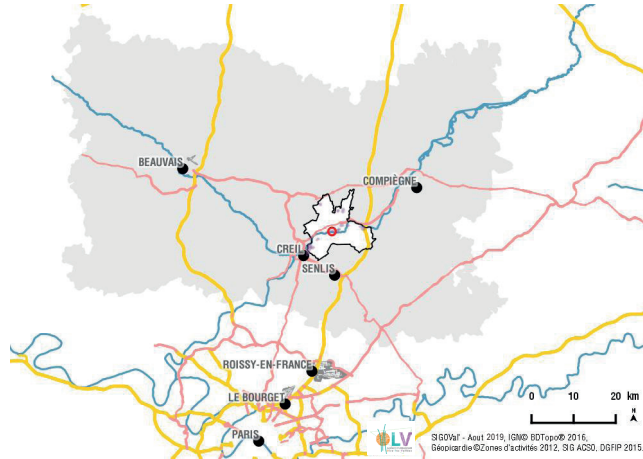 BEAUVAIS
COMPIÈGNE
CREIL
SENLIS
ROISSY-EN-FRANCE
LE BOURGET
PARIS
0 10 20 km
N
OLV
SIGOVal' - Aout 2019, IGN© BDTopo® 2016,
Géopicardie ©Zones d'activités 2012, SIG ACSO, DGFIP 2015